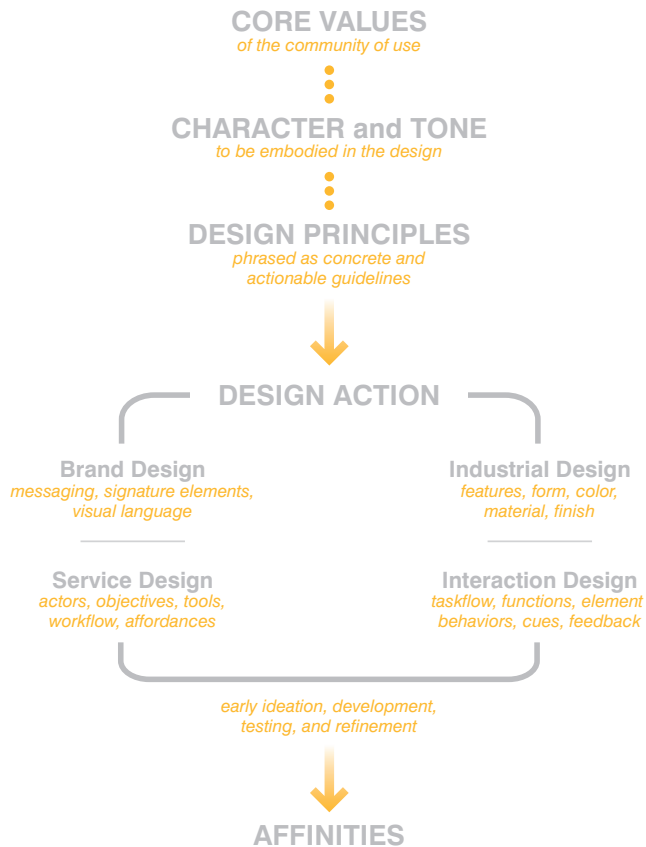 CORE VALUES
of the community of use
CHARACTER and TONE
to be embodied in the design
DESIGN PRINCIPLES
phrased as concrete and
actionable guidelines
DESIGN ACTION
Brand Design
messaging, signature elements,
visual language
Industrial Design
features, form, color,
material, finish
Service Design
actors, objectives, tools,
workflow, affordances
Interaction Design
taskflow, functions, element
behaviors, cues, feedback
early ideation, development,
testing, and refinement
AFFINITIES